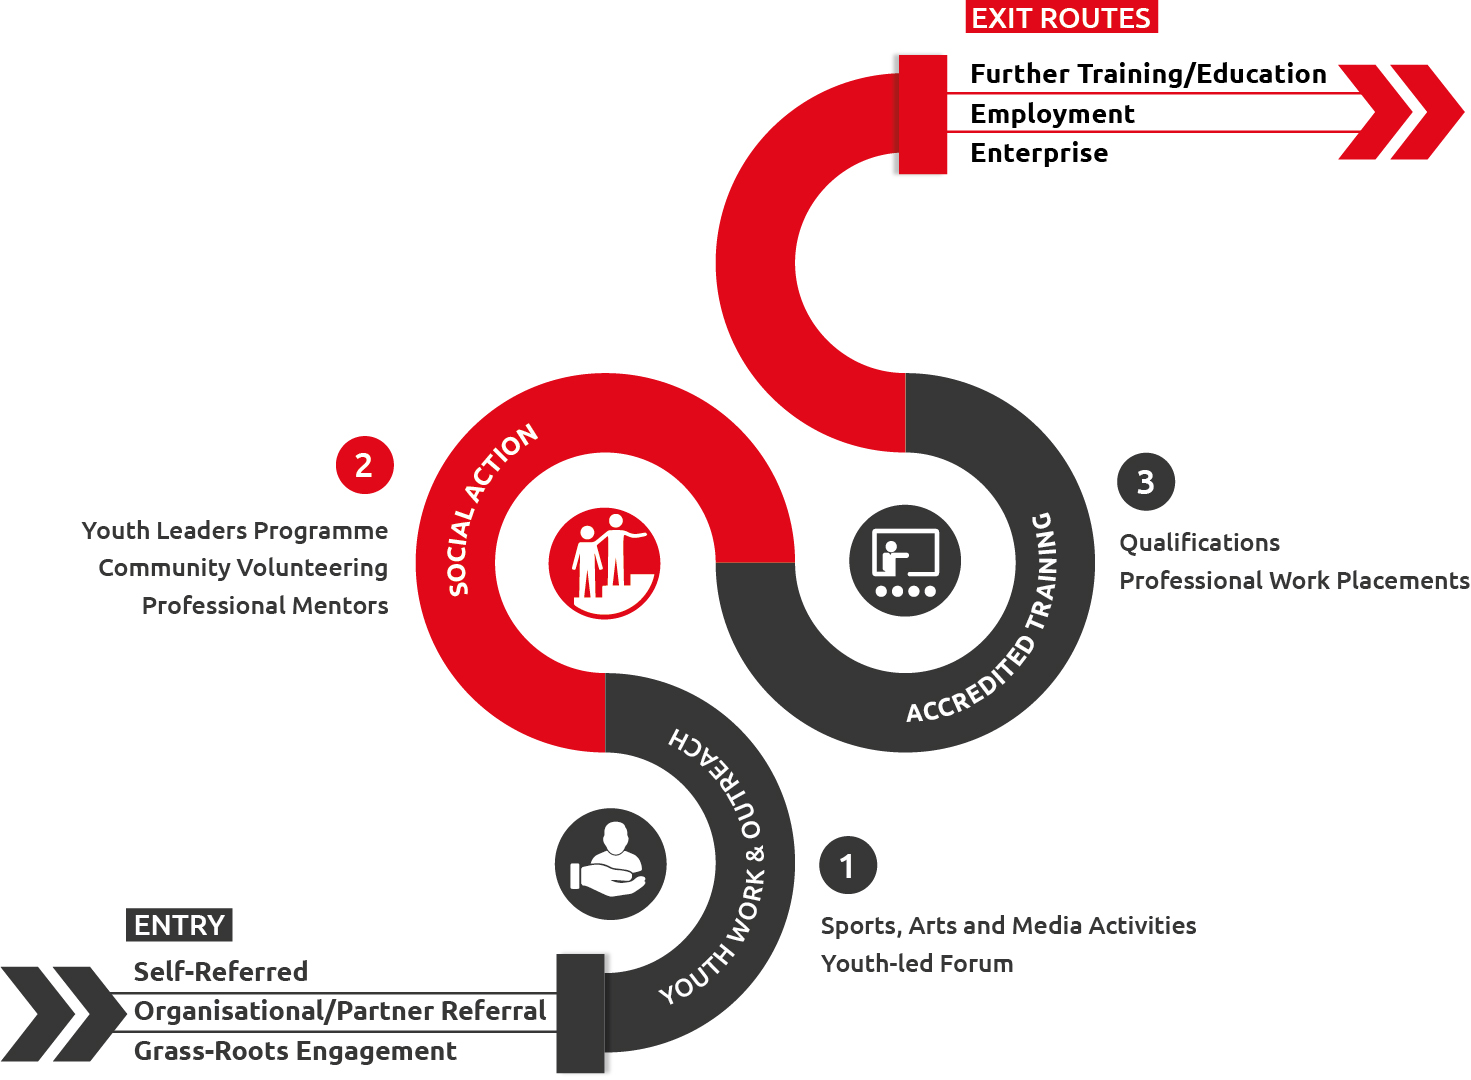 EXIT ROUTES
Further Training/Education
Employment
Enterprise
2
Youth Leaders Programme
Community Volunteering
Professional Mentors
SOCIAL ACTION
ACCREDITED TRAINING
3
Qualifications
Professional Work Placements
YOUTH WORK & OUTREACH
1
Sports, Arts and Media Activities
Youth-led Forum
ENTRY
Self-Referred
Organisational/Partner Referral
Grass-Roots Engagement